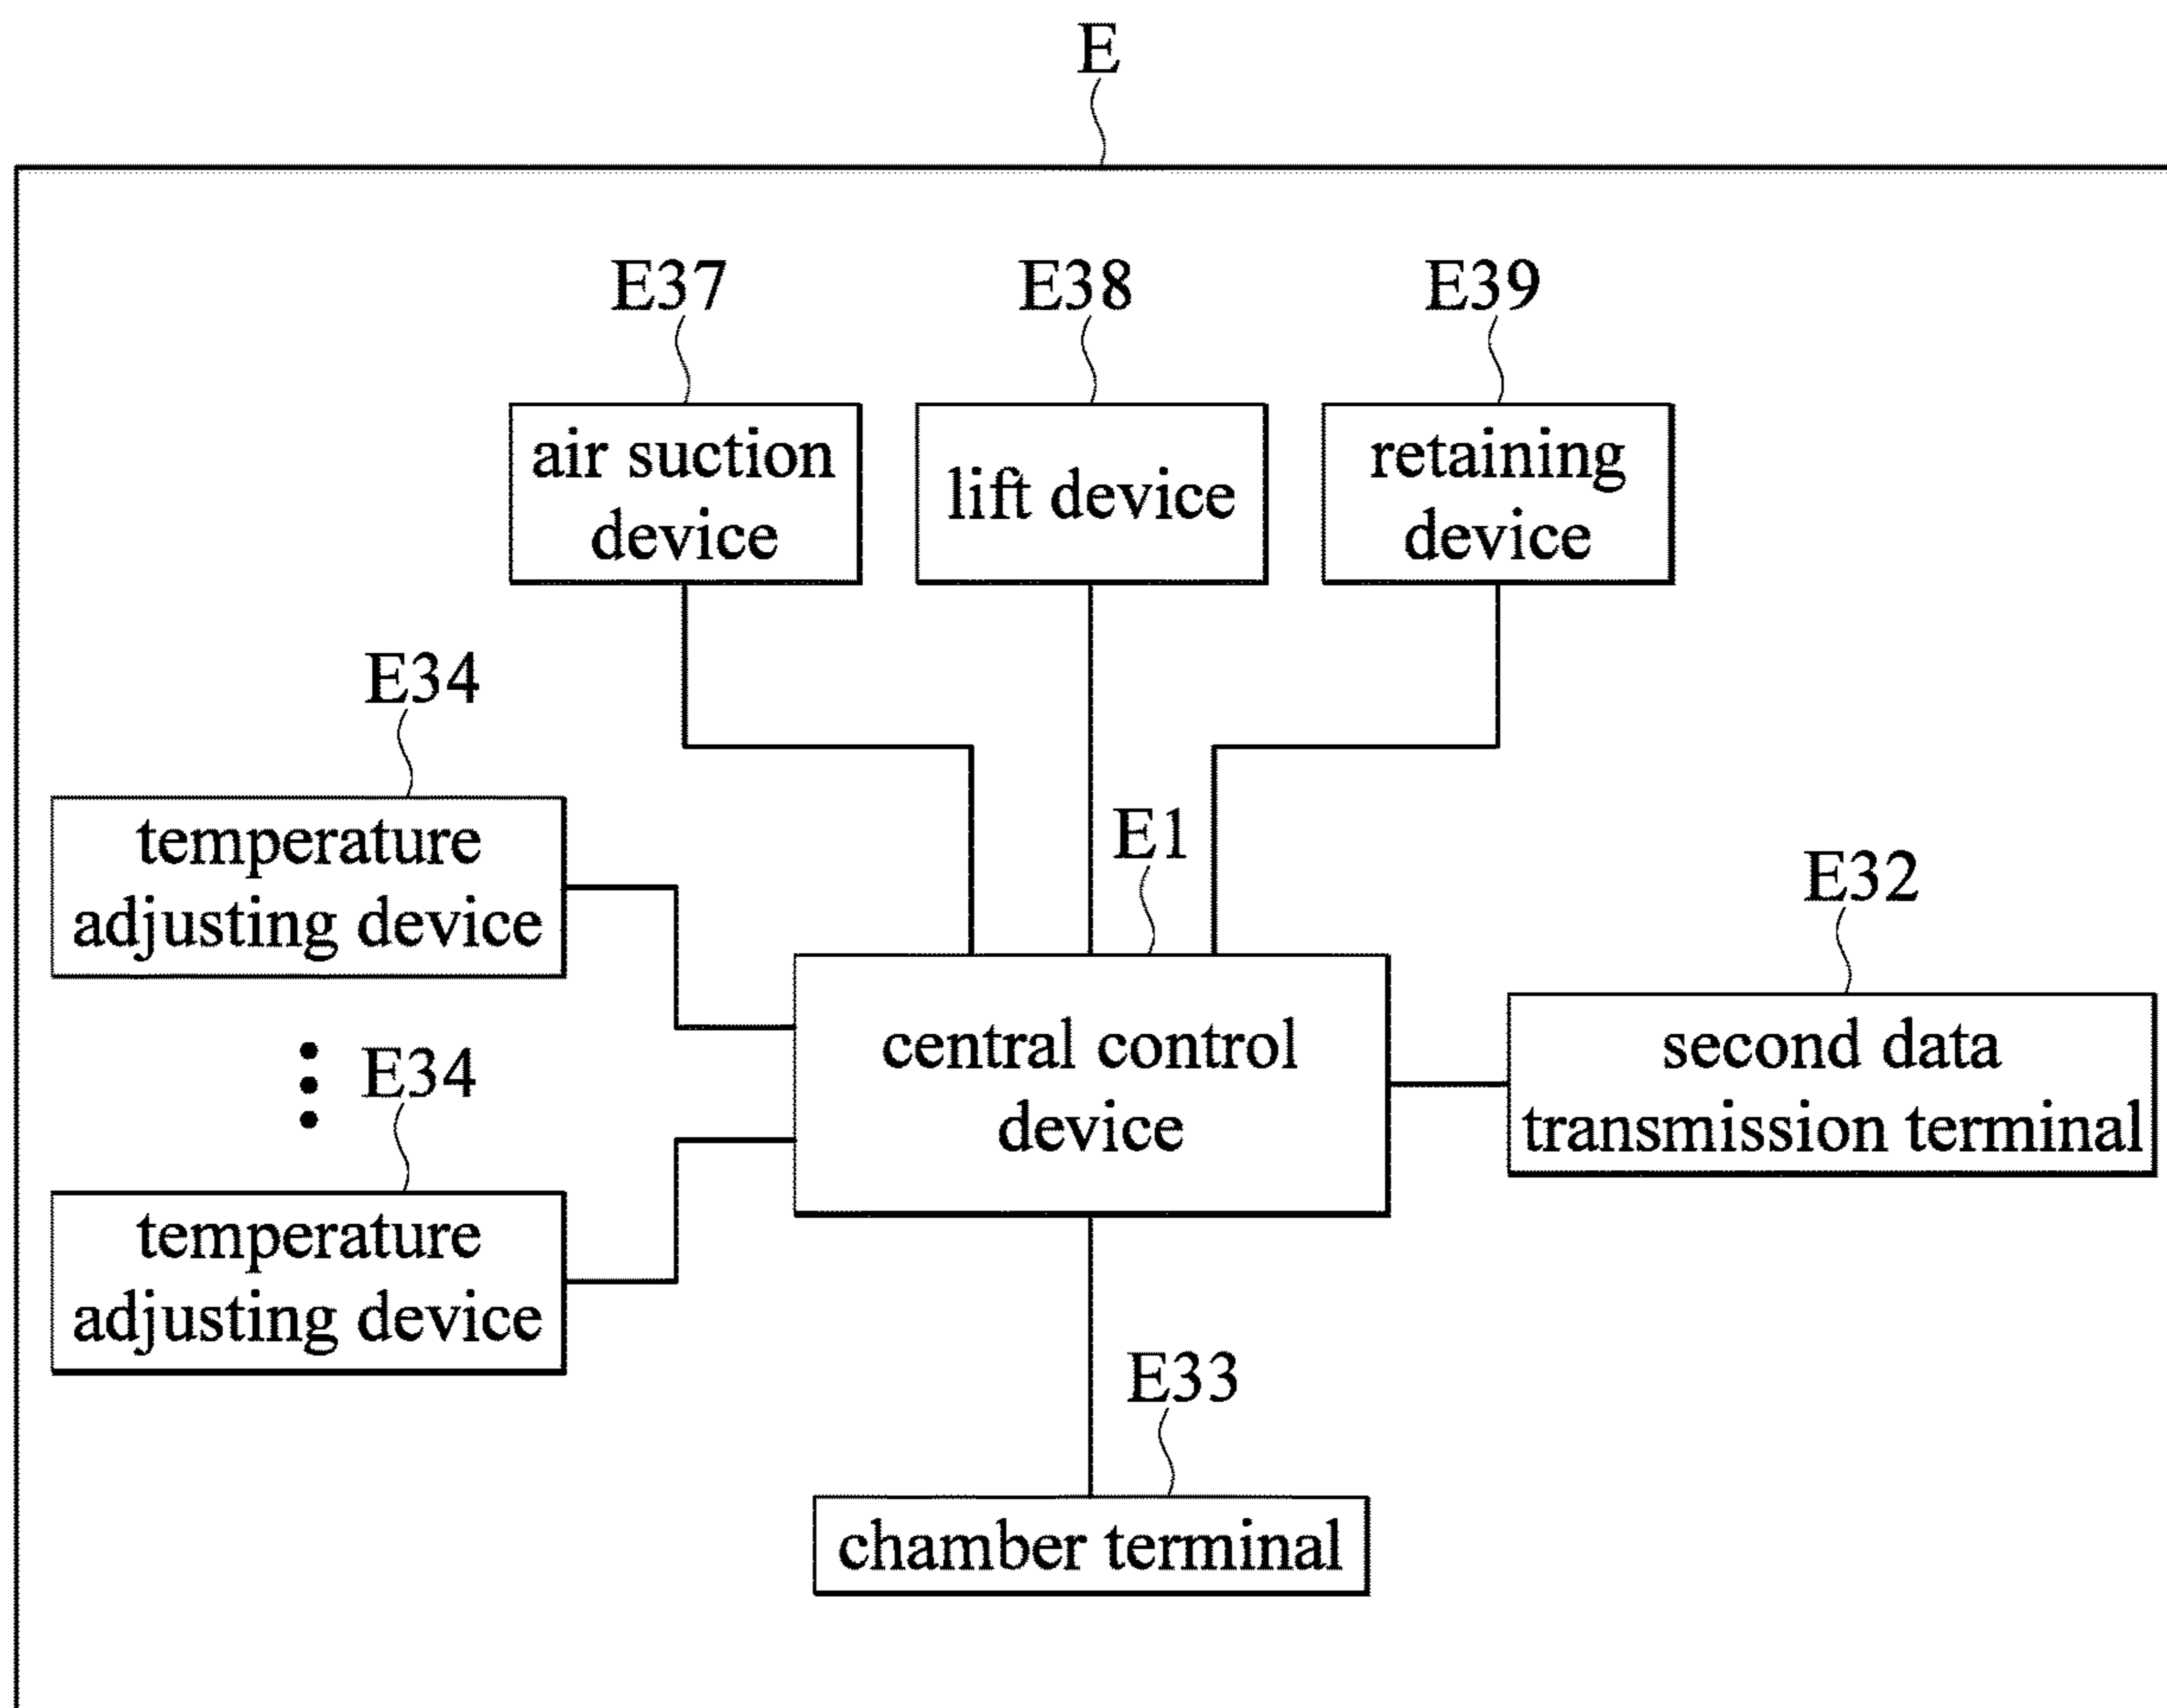 E
E37
E38
E39
air suction
device
lift device
retaining
device
E34
temperature
adjusting device
E1
E32
central control
device
second data
transmission terminal
E34
temperature
adjusting device
E33
chamber terminal